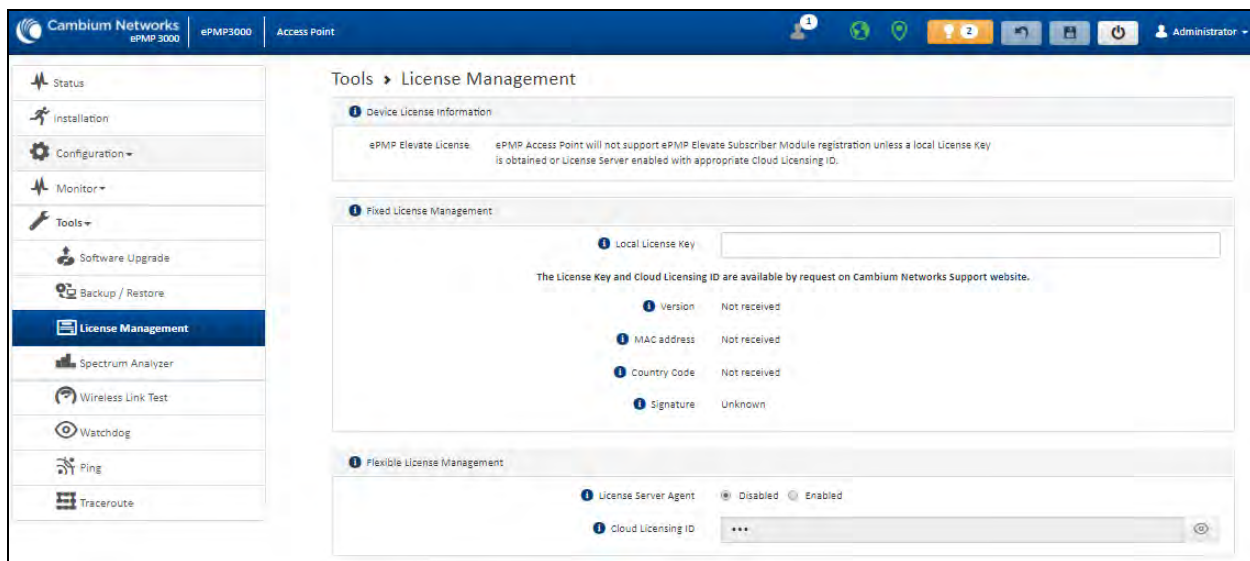 Cambium Networks
ePMP 3000
ePMP3000
Access Point
1
2
Administrator
Status
Installation
Configuration
Monitor
Tools
Software Upgrade
Backup / Restore
License Management
Spectrum Analyzer
Wireless Link Test
Watchdog
Ping
Traceroute
Tools > License Management
Device License Information
ePMP Elevate License
ePMP Access Point will not support ePMP Elevate Subscriber Module registration unless a local License Key
is obtained or License Server enabled with appropriate Cloud Licensing ID.
Fixed License Management
Local License Key
The License Key and Cloud Licensing ID are available by request on Cambium Networks Support website.
Version Not received
MAC address Not received
Country Code Not received
Signature Unknown
Flexible License Management
License Server Agent Disabled Enabled
Cloud Licensing ID •••